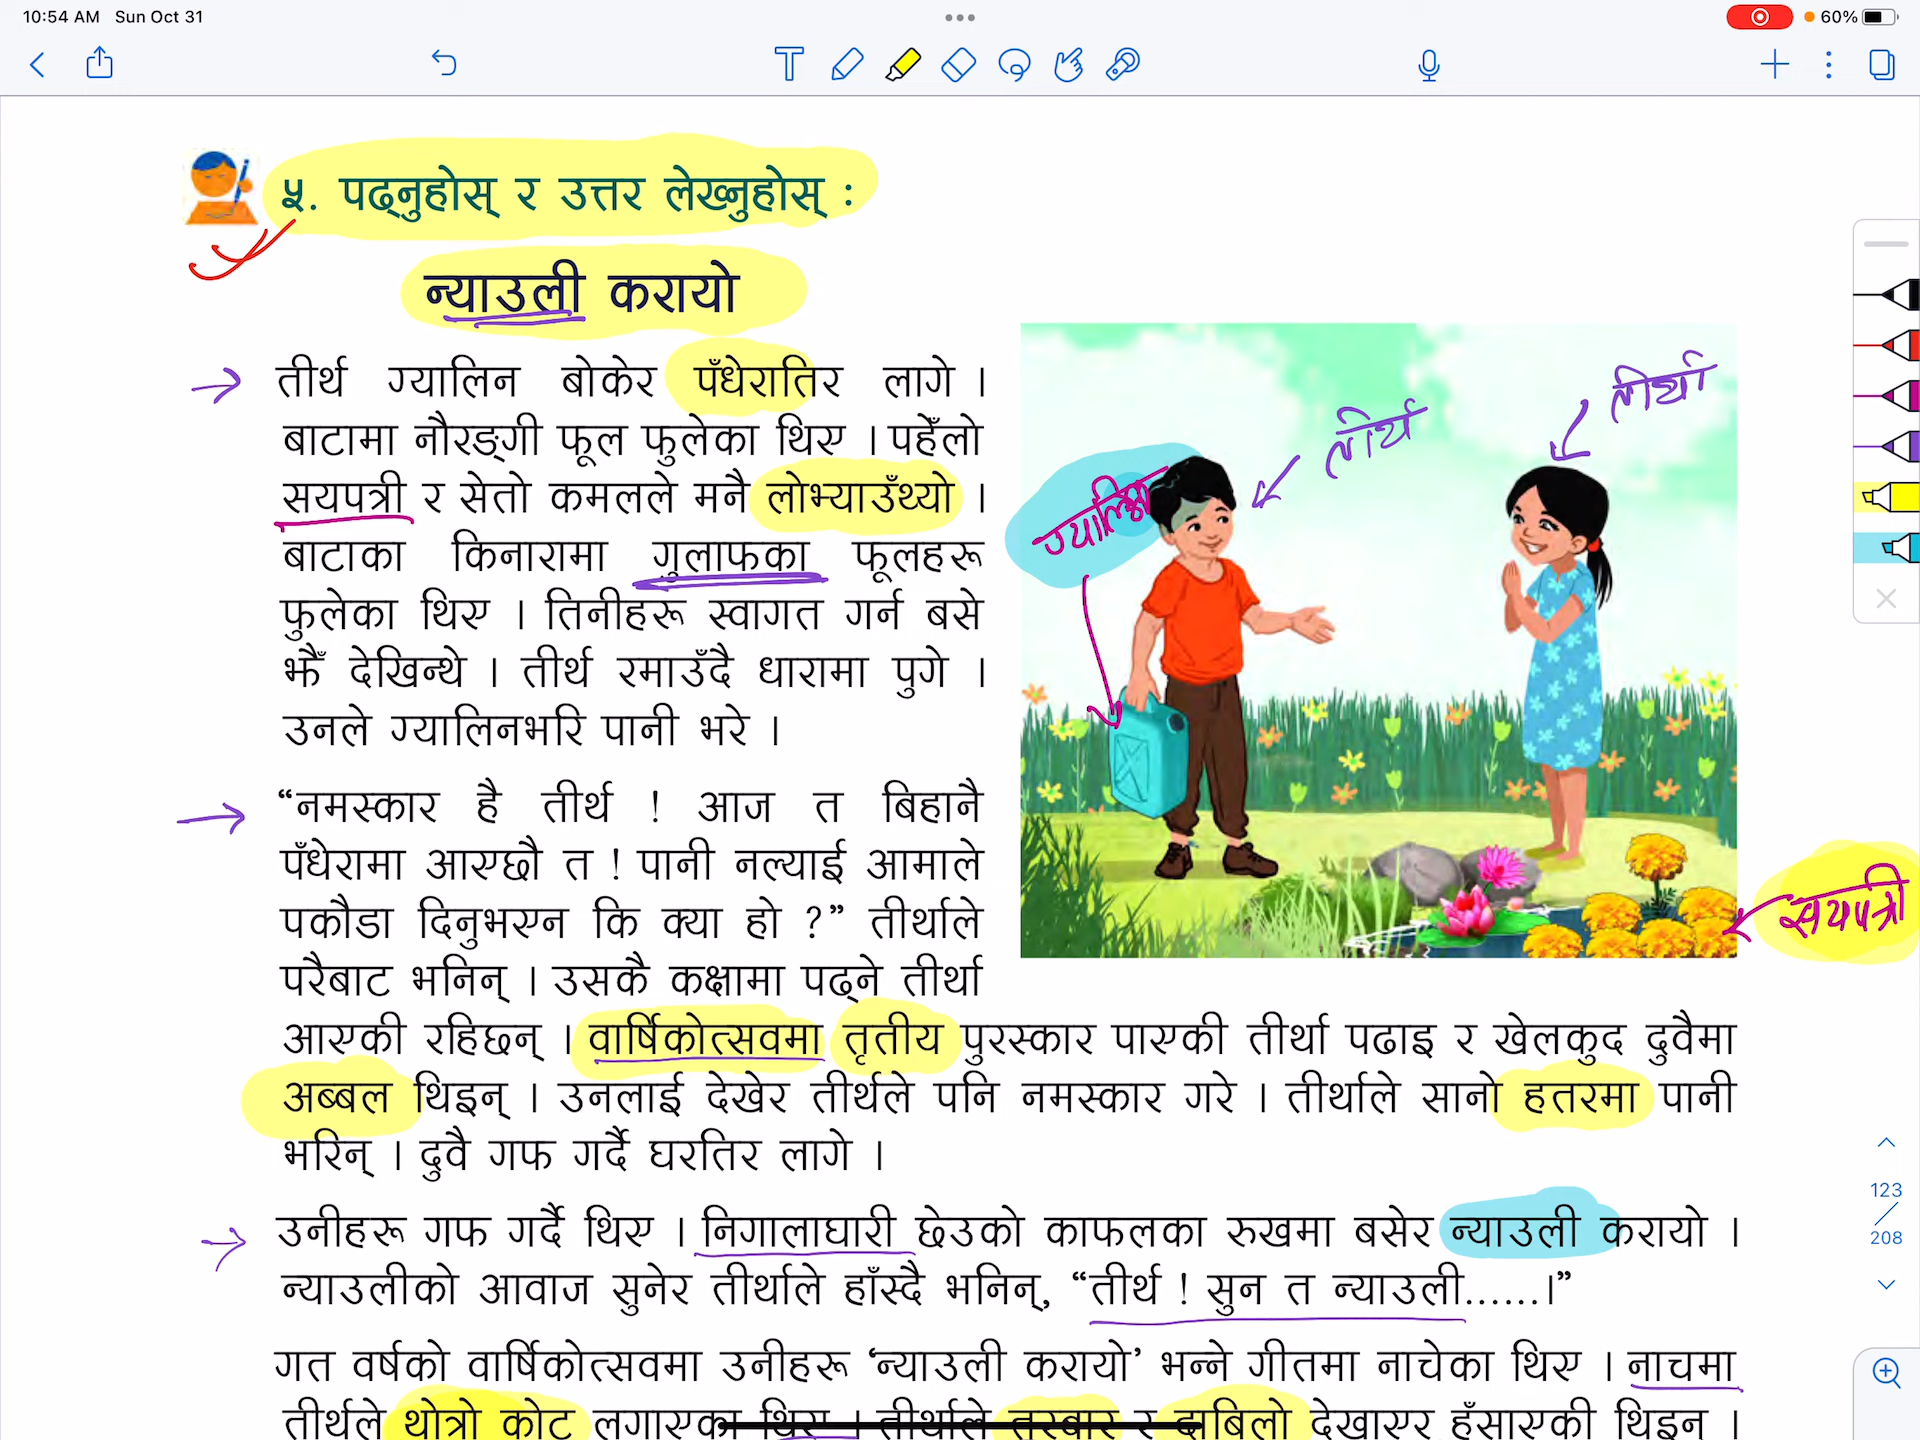 10:54 AM Sun Oct 31
60%
५. पढ्नुहोस् र उत्तर लेख्नुहोस् :
न्याउली करायो
तीर्थ ग्यालिन बोकेर पँधेरातिर लागे ।
बाटामा नौरङ्गी फूल फुलेका थिए । पहेँलो
सयपत्री र सेतो कमलले मनै लोभ्याउँथ्यो ।
बाटाका किनारामा गुलाफका फूलहरू
फुलेका थिए । तिनीहरू स्वागत गर्न बसे
झैँ देखिन्थे । तीर्थ रमाउँदै धारामा पुगे ।
उनले ग्यालिनभरि पानी भरे ।
तीर्थ
तीर्था
सयपत्री
“नमस्कार है तीर्थ ! आज त बिहानै
पँधेरामा आएछौ त ! पानी नल्याई आमाले
पकौडा दिनुभएन कि क्या हो ?” तीर्थाले
परैबाट भनिन् । उसकै कक्षामा पढ्ने तीर्था
आएकी रहिछन् । वार्षिकोत्सवमा तृतीय पुरस्कार पाएकी तीर्था पढाइ र खेलकुद दुवैमा
अब्बल थिइन् । उनलाई देखेर तीर्थले पनि नमस्कार गरे । तीर्थाले सानो हतरमा पानी
भरिन् । दुवै गफ गर्दै घरतिर लागे ।
उनीहरू गफ गर्दै थिए । निगालाघारी छेउको काफलका रुखमा बसेर न्याउली करायो ।
न्याउलीको आवाज सुनेर तीर्थाले हाँस्दै भनिन्, “तीर्थ ! सुन त न्याउली......।”
गत वर्षको वार्षिकोत्सवमा उनीहरू ‘न्याउली करायो’ भन्ने गीतमा नाचेका थिए । नाचमा
तीर्थले थोत्रो कोट लगाएका थिए । तीर्थाले तरबार र दाबिलो देखाएर हँसाएकी थिइन् ।
123
208